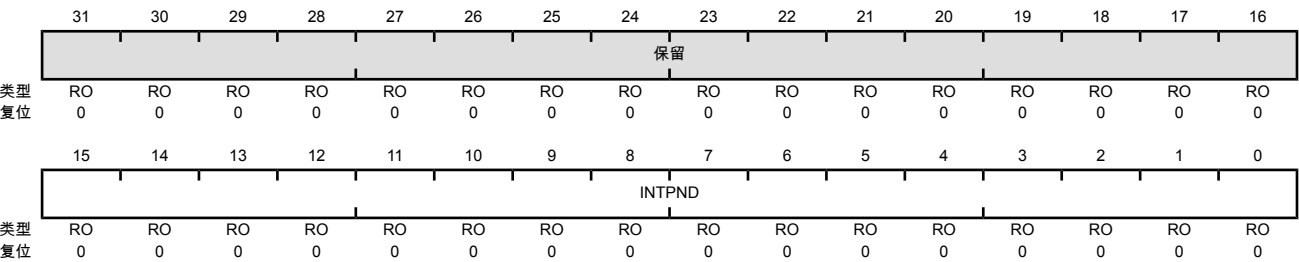 31 30 29 28 27 26 25 24 23 22 21 20 19 18 17 16
保留
类型 RO RO RO RO RO RO RO RO RO RO RO RO RO RO RO RO
复位 0 0 0 0 0 0 0 0 0 0 0 0 0 0 0 0
15 14 13 12 11 10 9 8 7 6 5 4 3 2 1 0
INTPND
类型 RO RO RO RO RO RO RO RO RO RO RO RO RO RO RO RO
复位 0 0 0 0 0 0 0 0 0 0 0 0 0 0 0 0